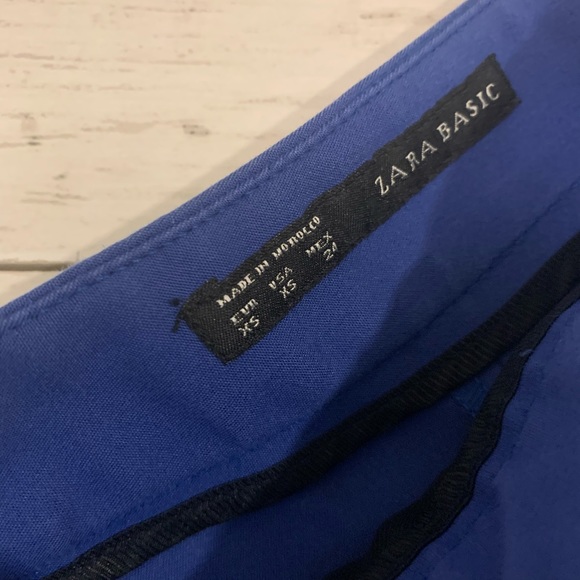 ZARA BASIC
MADE IN MOROCCO
EUR USA MEX
XS XS 24